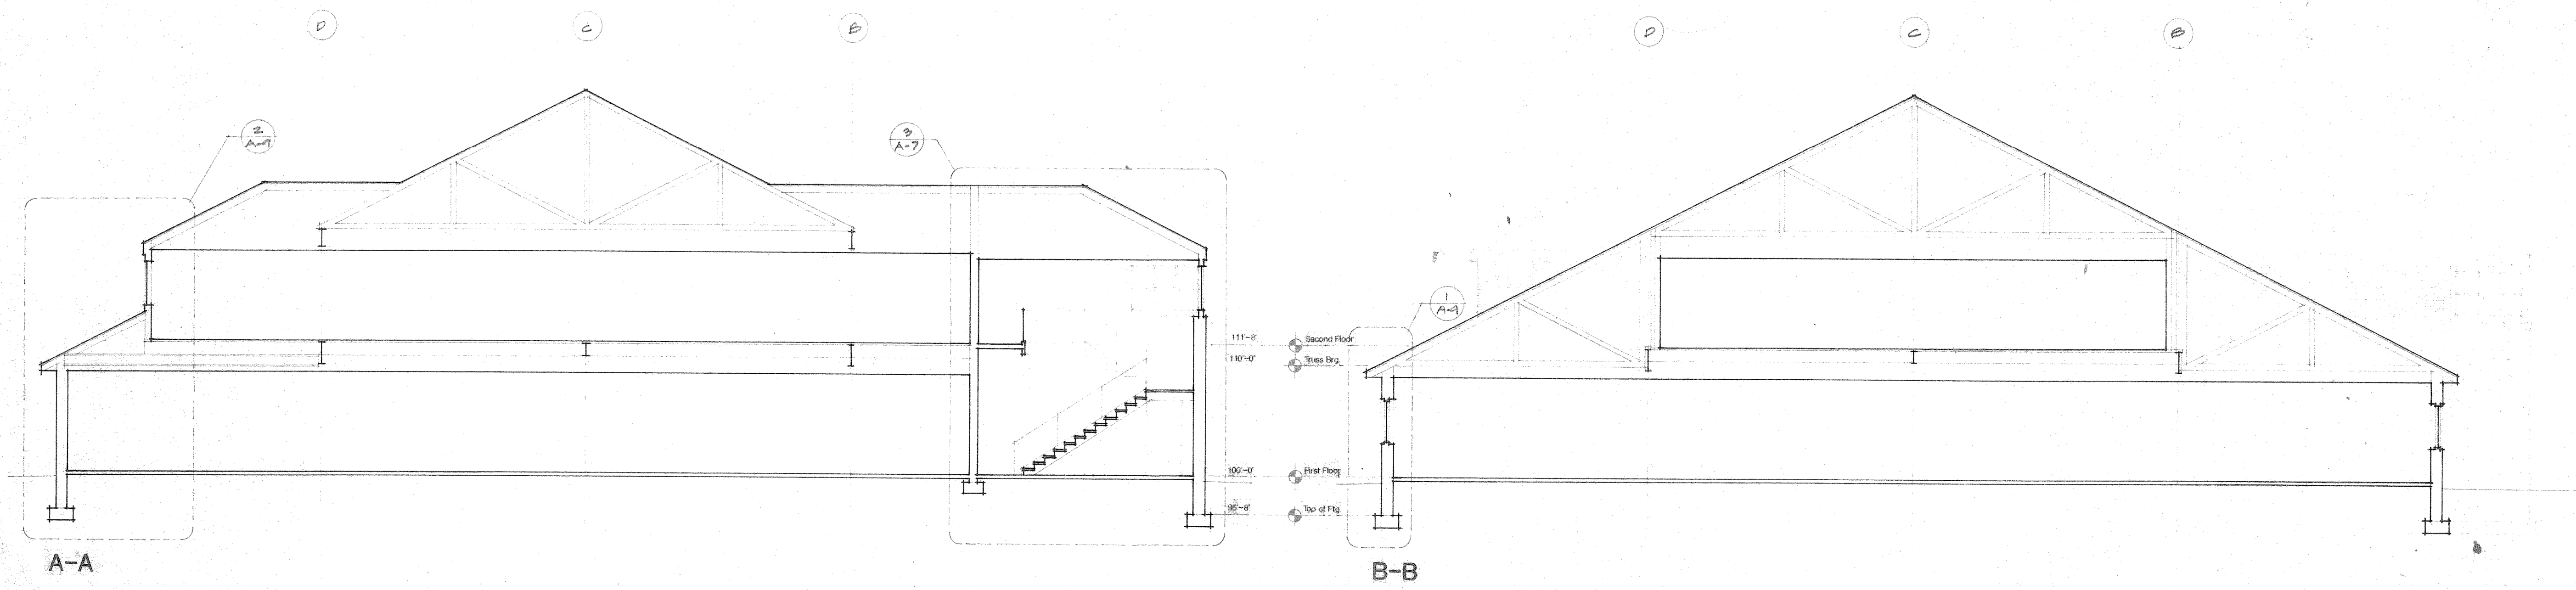 D
C
B
D
C
B
2
A-9
3
A-7
1
A-9
111'-8"
Second Floor
110'-0"
Truss Brg.
100'-0"
First Floor
96'-8"
Top of Ftg.
A-A
B-B